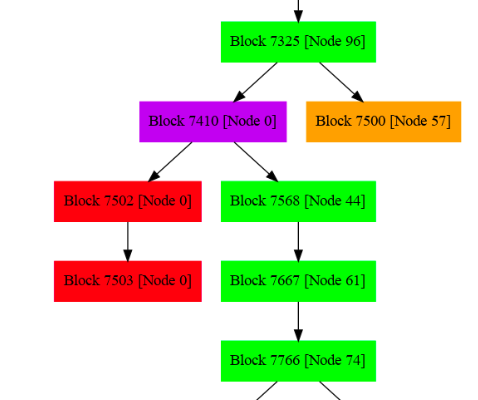 Block 7325 [Node 96]
Block 7410 [Node 0]
Block 7500 [Node 57]
Block 7502 [Node 0]
Block 7568 [Node 44]
Block 7503 [Node 0]
Block 7667 [Node 61]
Block 7766 [Node 74]